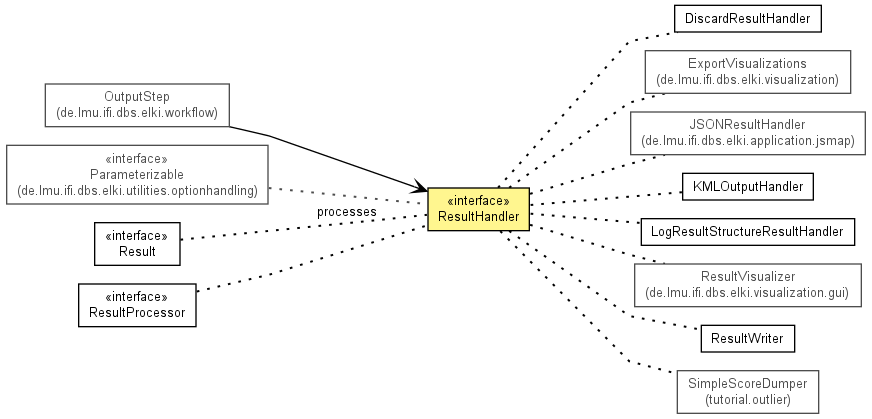 DiscardResultHandler
ExportVisualizations
(de.lmu.ifi.dbs.elki.visualization)
OutputStep
(de.lmu.ifi.dbs.elki.workflow)
JSONResultHandler
(de.lmu.ifi.dbs.elki.application.jsmap)
«interface»
Parameterizable
(de.lmu.ifi.dbs.elki.utilities.optionhandling)
KMLOutputHandler
«interface»
ResultHandler
processes
«interface»
Result
LogResultStructureResultHandler
ResultVisualizer
(de.lmu.ifi.dbs.elki.visualization.gui)
«interface»
ResultProcessor
ResultWriter
SimpleScoreDumper
(tutorial.outlier)